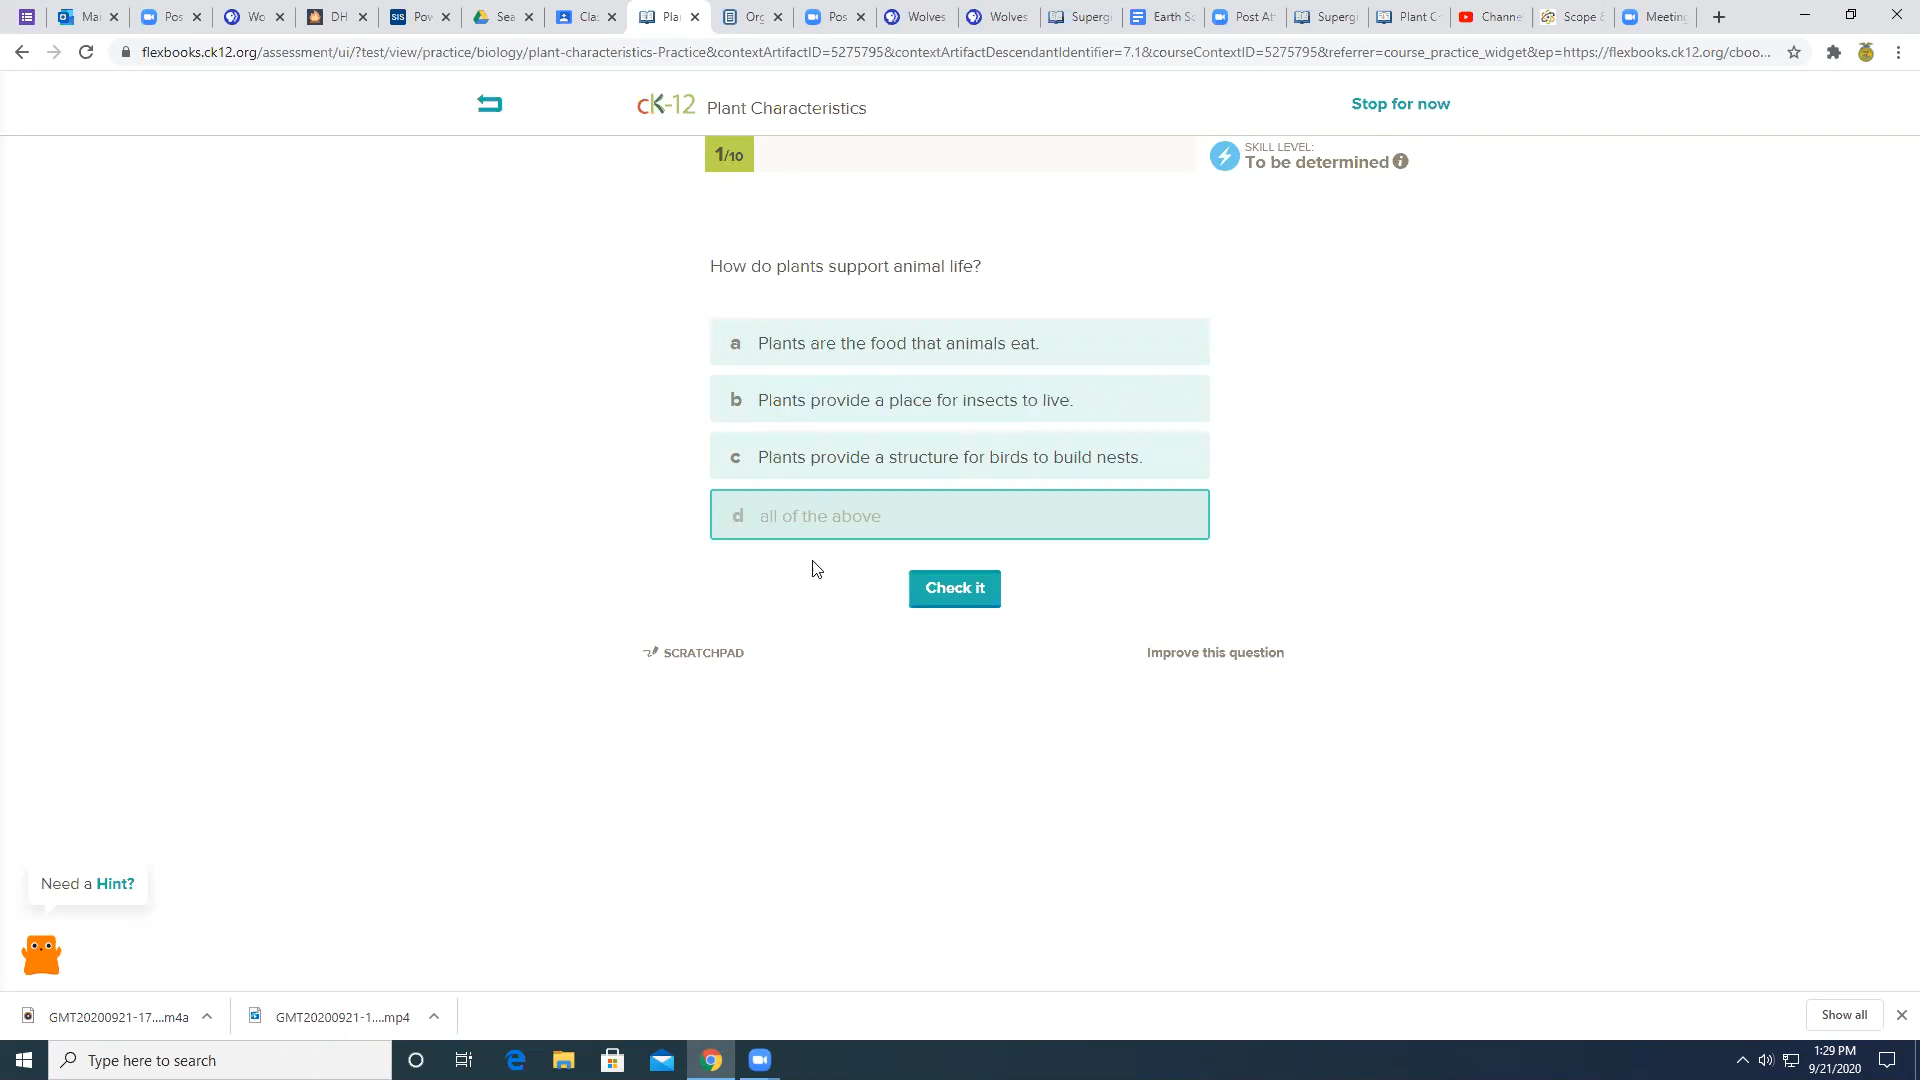 Mai
Pos
Wo
DH
SIS Pow
Sea
Cla
Plan
Org
Pos
Wolves
Wolves
Supergi
Earth Sc
Post At
Supergi
Plant C
Channe
Scope &
Meeting
flexbooks.ck12.org/assessment/ui/?test/view/practice/biology/plant-characteristics-Practice&contextArtifactID=5275795&contextArtifactDescendantIdentifier=7.1&courseContextID=5275795&referrer=course_practice_widget&ep=https://flexbooks.ck12.org/cboo...
cK-12 Plant Characteristics
Stop for now
1/10
SKILL LEVEL:
To be determined
How do plants support animal life?
a Plants are the food that animals eat.
b Plants provide a place for insects to live.
c Plants provide a structure for birds to build nests.
d all of the above
Check it
SCRATCHPAD
Improve this question
Need a Hint?
GMT20200921-17....m4a
GMT20200921-1....mp4
Show all
Type here to search
1:29 PM
9/21/2020